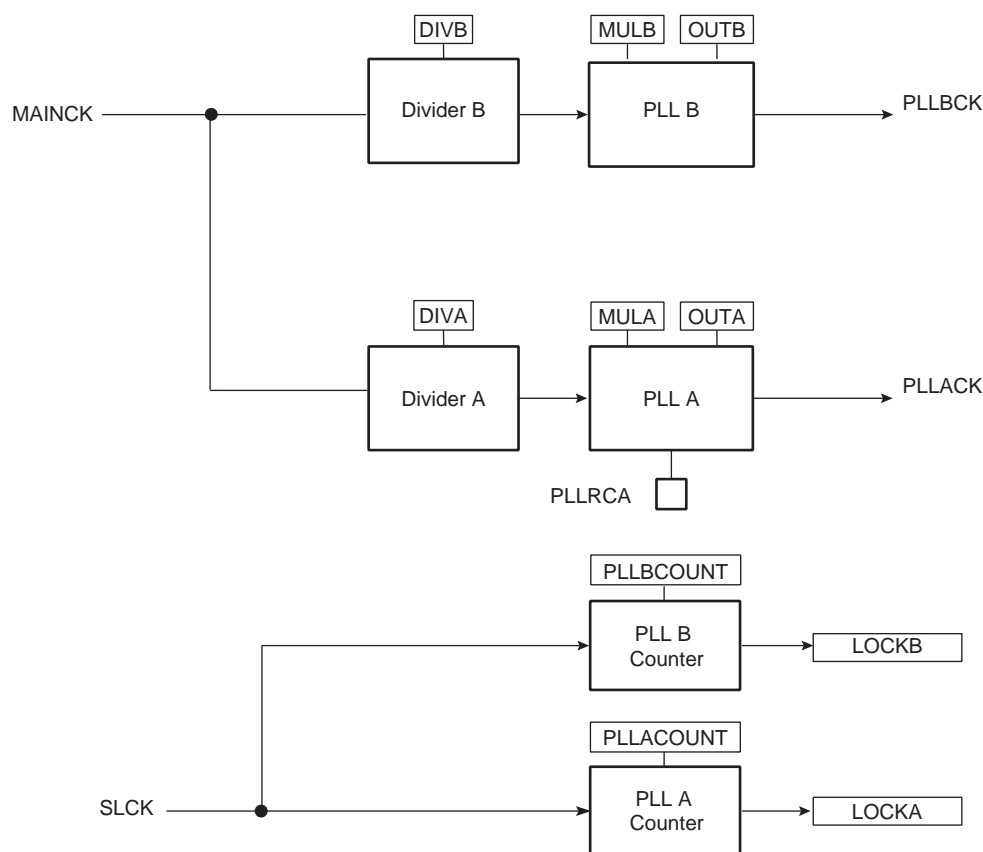 DIVB
MULB OUTB
MAINCK
Divider B
PLL B
PLLBCK
DIVA
MULA OUTA
Divider A
PLL A
PLLACK
PLLRCA
PLLBCOUNT
PLL B
Counter
LOCKB
PLLACOUNT
SLCK
PLL A
Counter
LOCKA